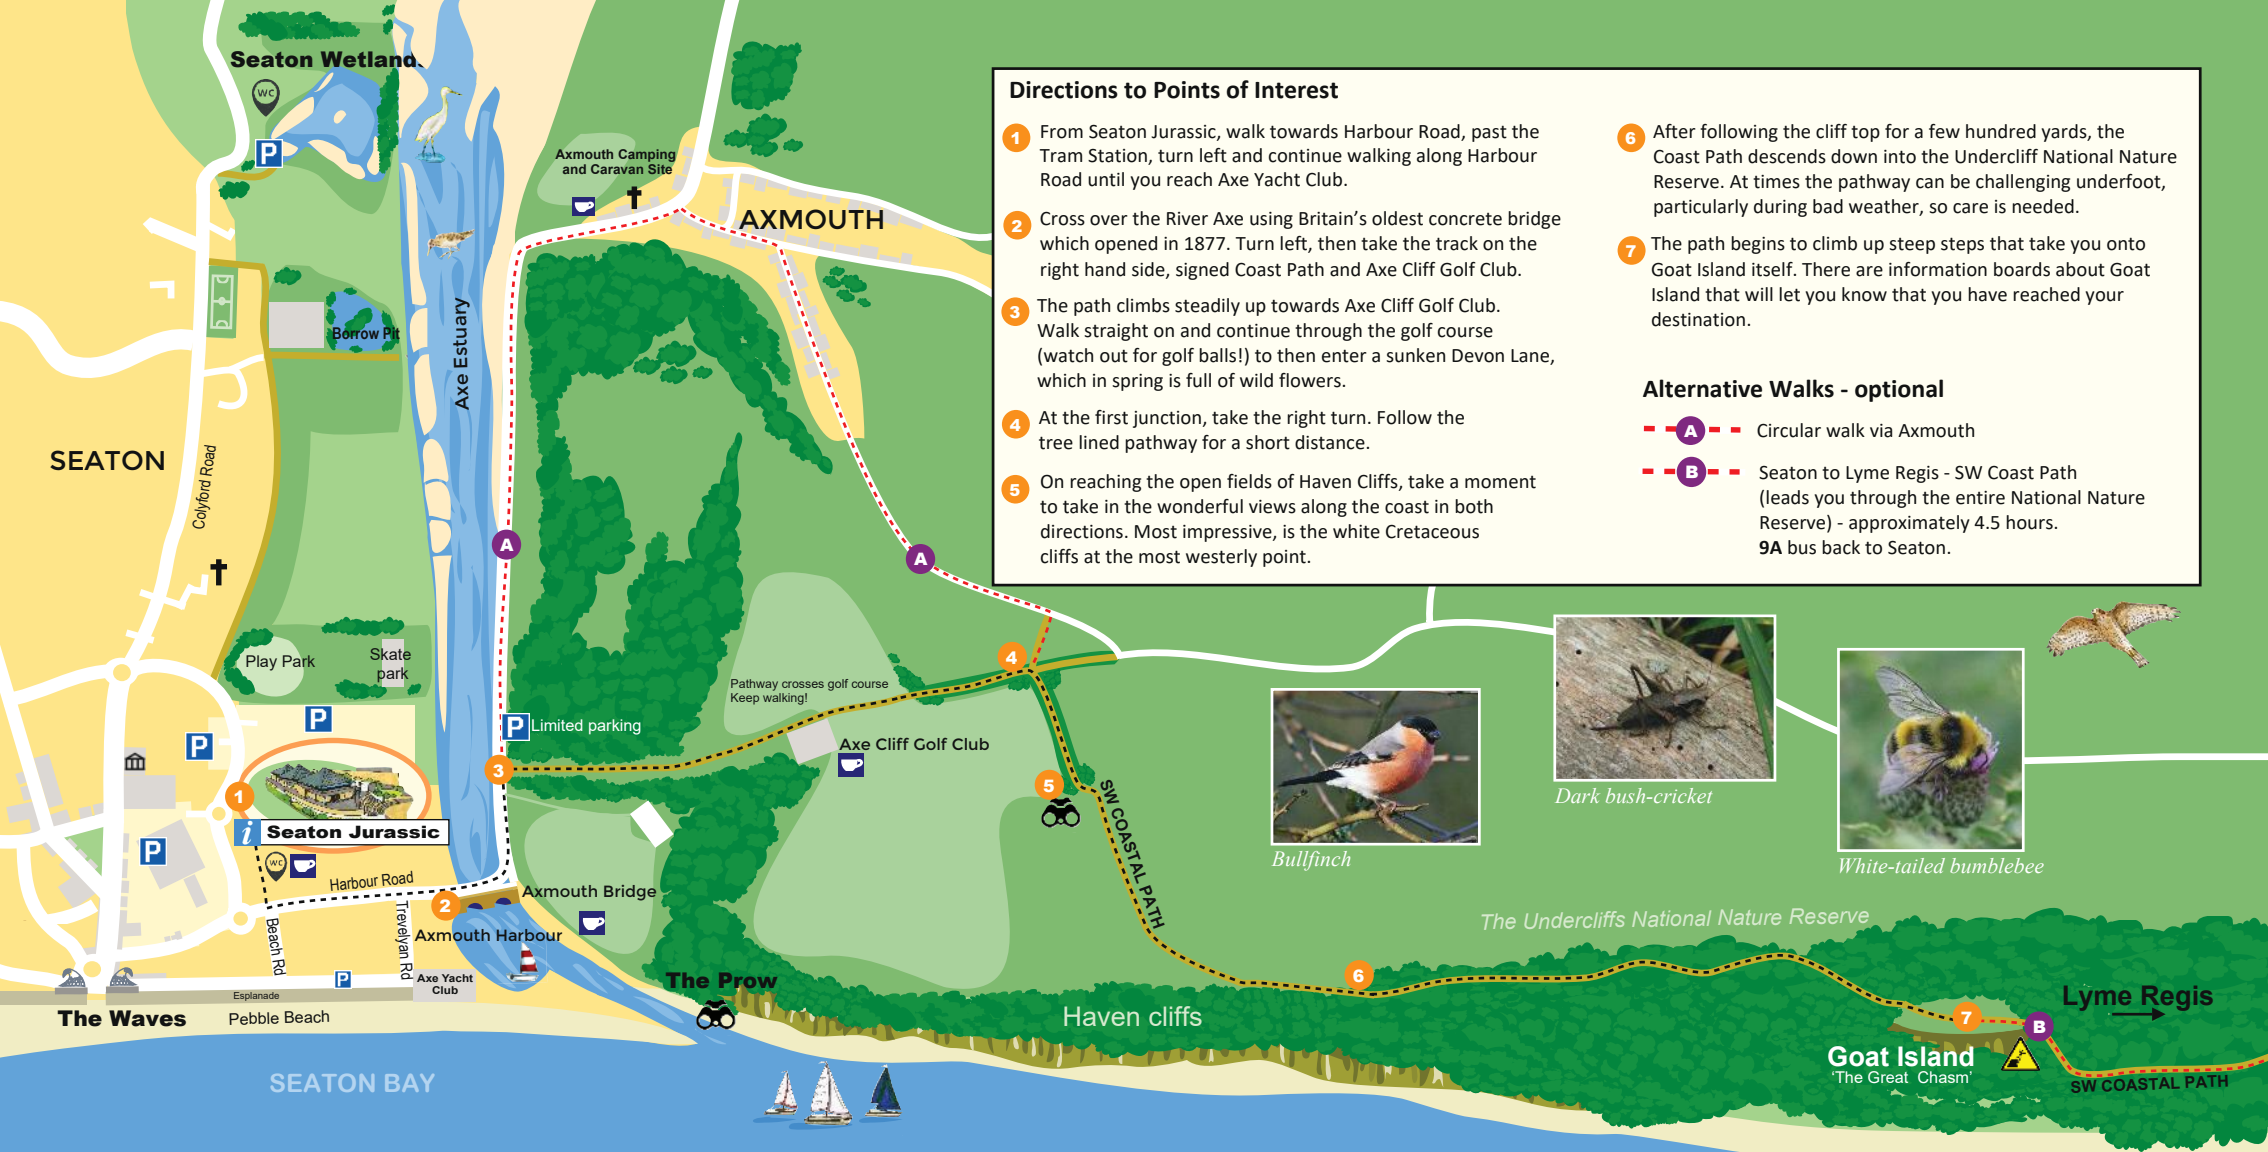 Seaton Wetland
WC
P
Axmouth Camping
and Caravan Site
AXMOUTH
Borrow Pit
Axe Estuary
SEATON
Colyford Road
A
A
Play Park
Skate
park
P
P
P
Limited parking
Pathway crosses golf course
Keep walking!
Axe Cliff Golf Club
4
3
5
1
i
Seaton Jurassic
WC
P
Harbour Road
2
Axmouth Bridge
Axmouth Harbour
Beach Rd
Trevelyan Rd
P
Axe Yacht
Club
Esplanade
The Waves
Pebble Beach
The Prow
SEATON BAY
Haven cliffs
SW COASTAL PATH
6
The Undercliffs National Nature Reserve
7
B
Lyme Regis
Goat Island
'The Great Chasm'
SW COASTAL PATH
Bullfinch
Dark bush-cricket
White-tailed bumblebee
Directions to Points of Interest
1 From Seaton Jurassic, walk towards Harbour Road, past the
Tram Station, turn left and continue walking along Harbour
Road until you reach Axe Yacht Club.
2 Cross over the River Axe using Britain's oldest concrete bridge
which opened in 1877. Turn left, then take the track on the
right hand side, signed Coast Path and Axe Cliff Golf Club.
3 The path climbs steadily up towards Axe Cliff Golf Club.
Walk straight on and continue through the golf course
(watch out for golf balls!) to then enter a sunken Devon Lane,
which in spring is full of wild flowers.
4 At the first junction, take the right turn. Follow the
tree lined pathway for a short distance.
5 On reaching the open fields of Haven Cliffs, take a moment
to take in the wonderful views along the coast in both
directions. Most impressive, is the white Cretaceous
cliffs at the most westerly point.
6 After following the cliff top for a few hundred yards, the
Coast Path descends down into the Undercliff National Nature
Reserve. At times the pathway can be challenging underfoot,
particularly during bad weather, so care is needed.
7 The path begins to climb up steep steps that take you onto
Goat Island itself. There are information boards about Goat
Island that will let you know that you have reached your
destination.
Alternative Walks - optional
A Circular walk via Axmouth
B Seaton to Lyme Regis - SW Coast Path
(leads you through the entire National Nature
Reserve) - approximately 4.5 hours.
9A bus back to Seaton.